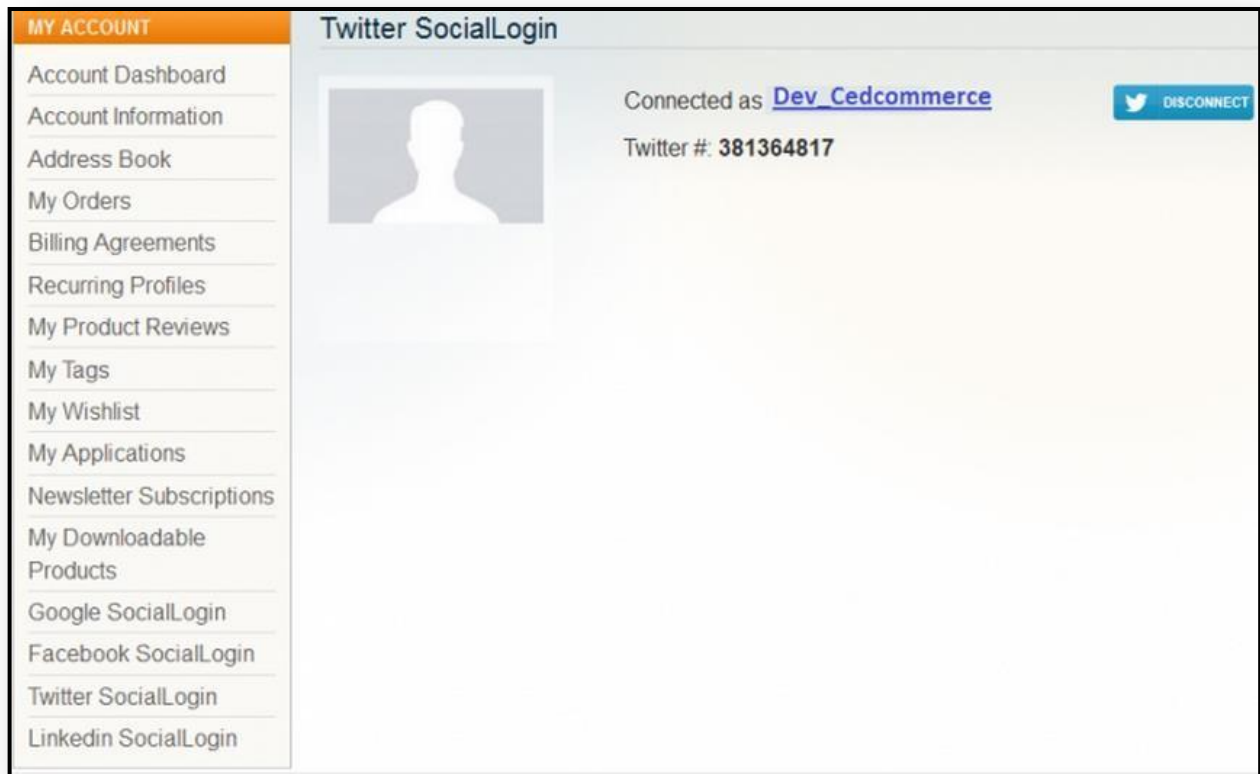 MY ACCOUNT
Account Dashboard
Account Information
Address Book
My Orders
Billing Agreements
Recurring Profiles
My Product Reviews
My Tags
My Wishlist
My Applications
Newsletter Subscriptions
My Downloadable
Products
Google SocialLogin
Facebook SocialLogin
Twitter SocialLogin
Linkedin SocialLogin
Twitter SocialLogin
Connected as Dev_Cedcommerce
DISCONNECT
Twitter #: 381364817